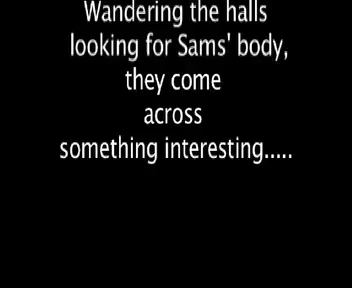 Wandering the halls
looking for Sams' body,
they come
across
something interesting.....